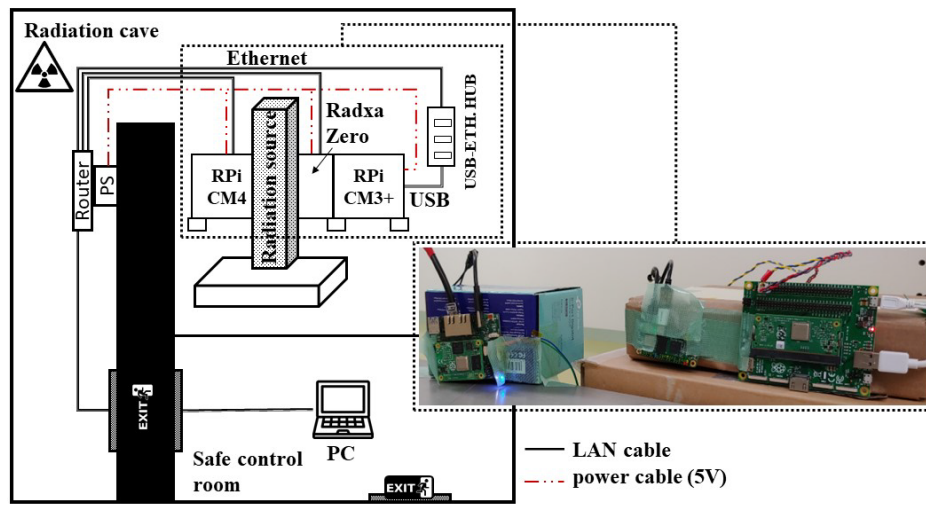 Radiation cave
Ethernet
Radxa
Zero
USB-ETH. HUB
Router
PS
RPi
CM4
Radiation source
RPi
CM3+
USB
EXIT
PC
Safe control
room
EXIT
LAN cable
power cable (5V)